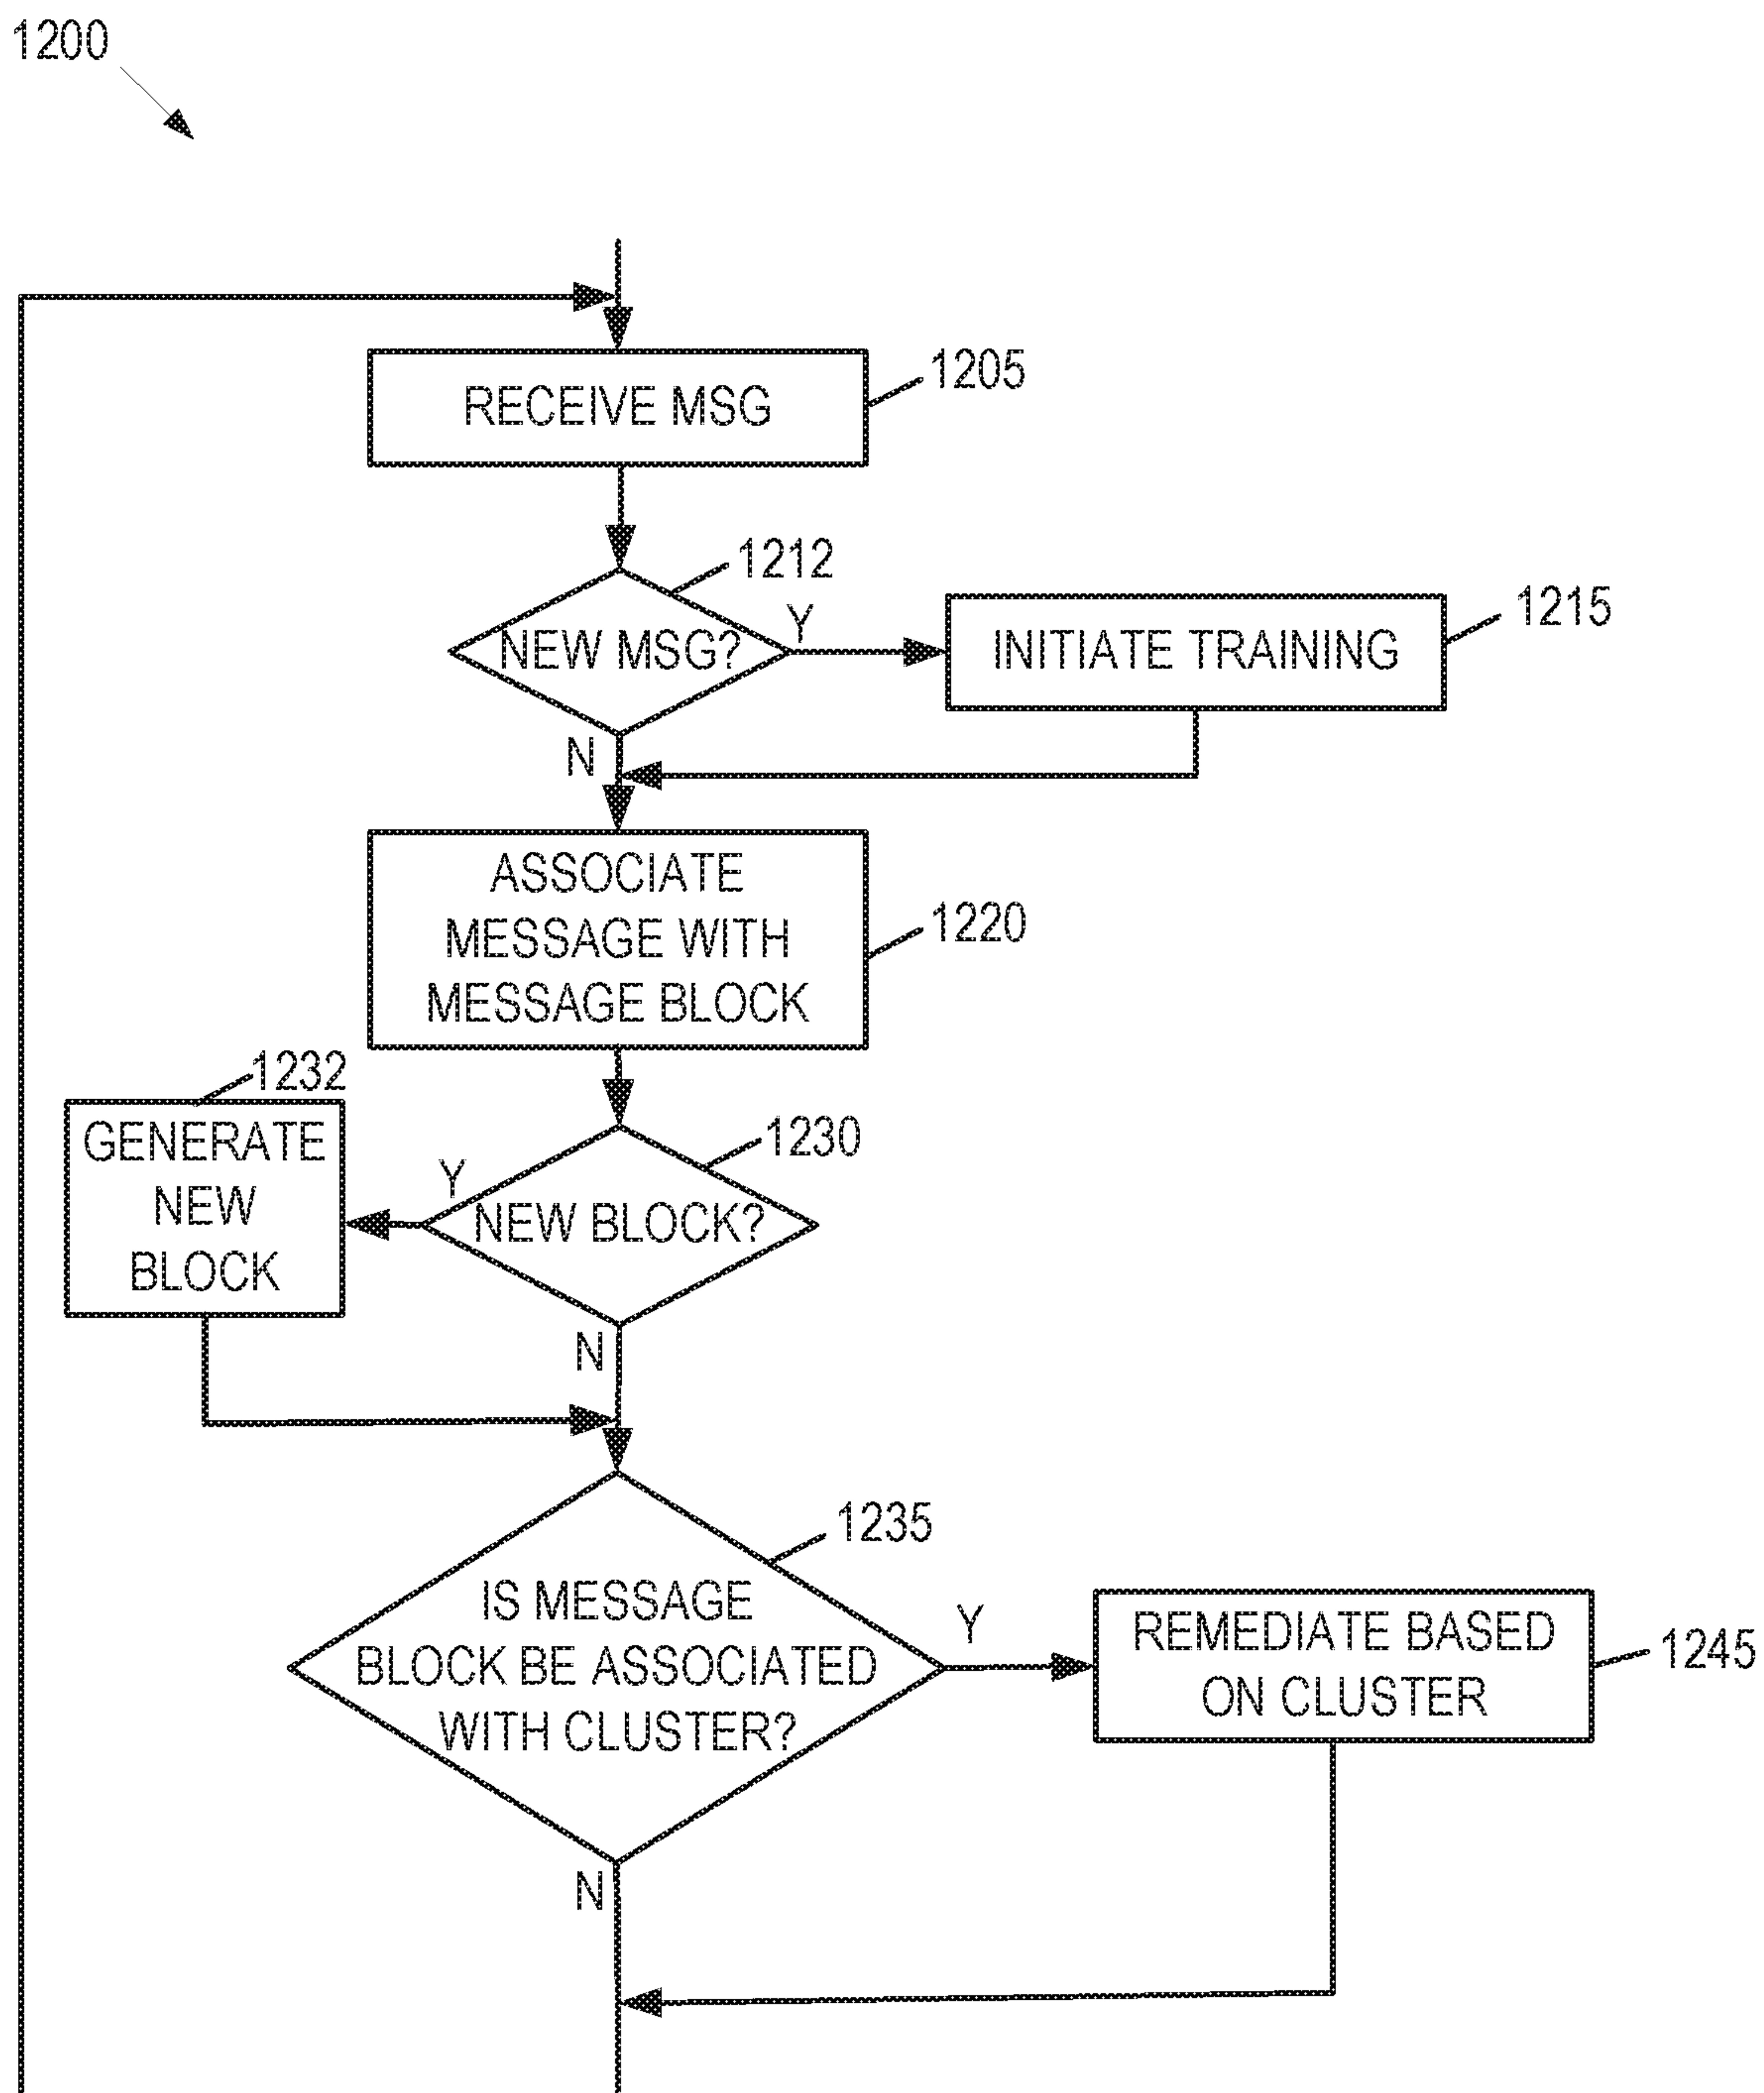 1200
RECEIVE MSG
1205
1212
NEW MSG?
Y
INITIATE TRAINING
1215
N
ASSOCIATE
MESSAGE WITH
MESSAGE BLOCK
1220
1232
GENERATE
NEW
BLOCK
Y
NEW BLOCK?
1230
N
1235
IS MESSAGE
BLOCK BE ASSOCIATED
WITH CLUSTER?
Y
REMEDIATE BASED
ON CLUSTER
1245
N